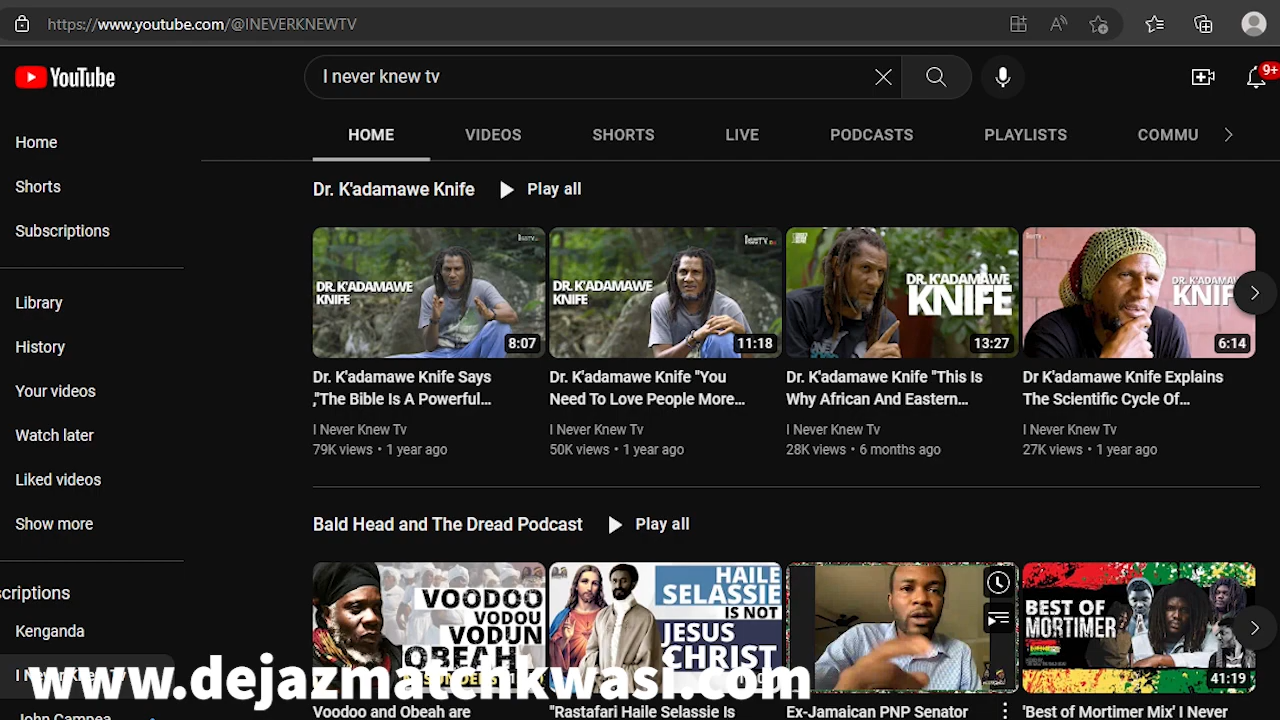 https://www.youtube.com/@INEVERKNEWTV
YouTube
I never knew tv
9+
Home
Shorts
Subscriptions
Library
History
Your videos
Watch later
Liked videos
Show more
scriptions
Kenganda
John Campea
HOME VIDEOS SHORTS LIVE PODCASTS PLAYLISTS COMMU
Dr. K'adamawe Knife Play all
DR. K'ADAMAWE
KNIFE
8:07
DR. K'ADAMAWE
KNIFE
11:18
DR. K'ADAMAWE
KNIFE
13:27
DR. K'ADAMAWE
KNIF
6:14
Dr. K'adamawe Knife Says
,"The Bible Is A Powerful...
I Never Knew Tv
79K views • 1 year ago
Dr. K'adamawe Knife "You
Need To Love People More...
I Never Knew Tv
50K views • 1 year ago
Dr. K'adamawe Knife "This Is
Why African And Eastern...
I Never Knew Tv
28K views • 6 months ago
Dr K'adamawe Knife Explains
The Scientific Cycle Of...
I Never Knew Tv
27K views • 1 year ago
Bald Head and The Dread Podcast Play all
VOODOO
VODOU
VODUN
OBEAH
HAILE
SELASSIE
IS NOT
JESUS
CHRIST
BEST OF
MORTIMER
41:19
www.dejazmatchkwasi.com
Voodoo and Obeah are
"Rastafari Haile Selassie Is
Ex-Jamaican PNP Senator
'Best of Mortimer Mix' I Never